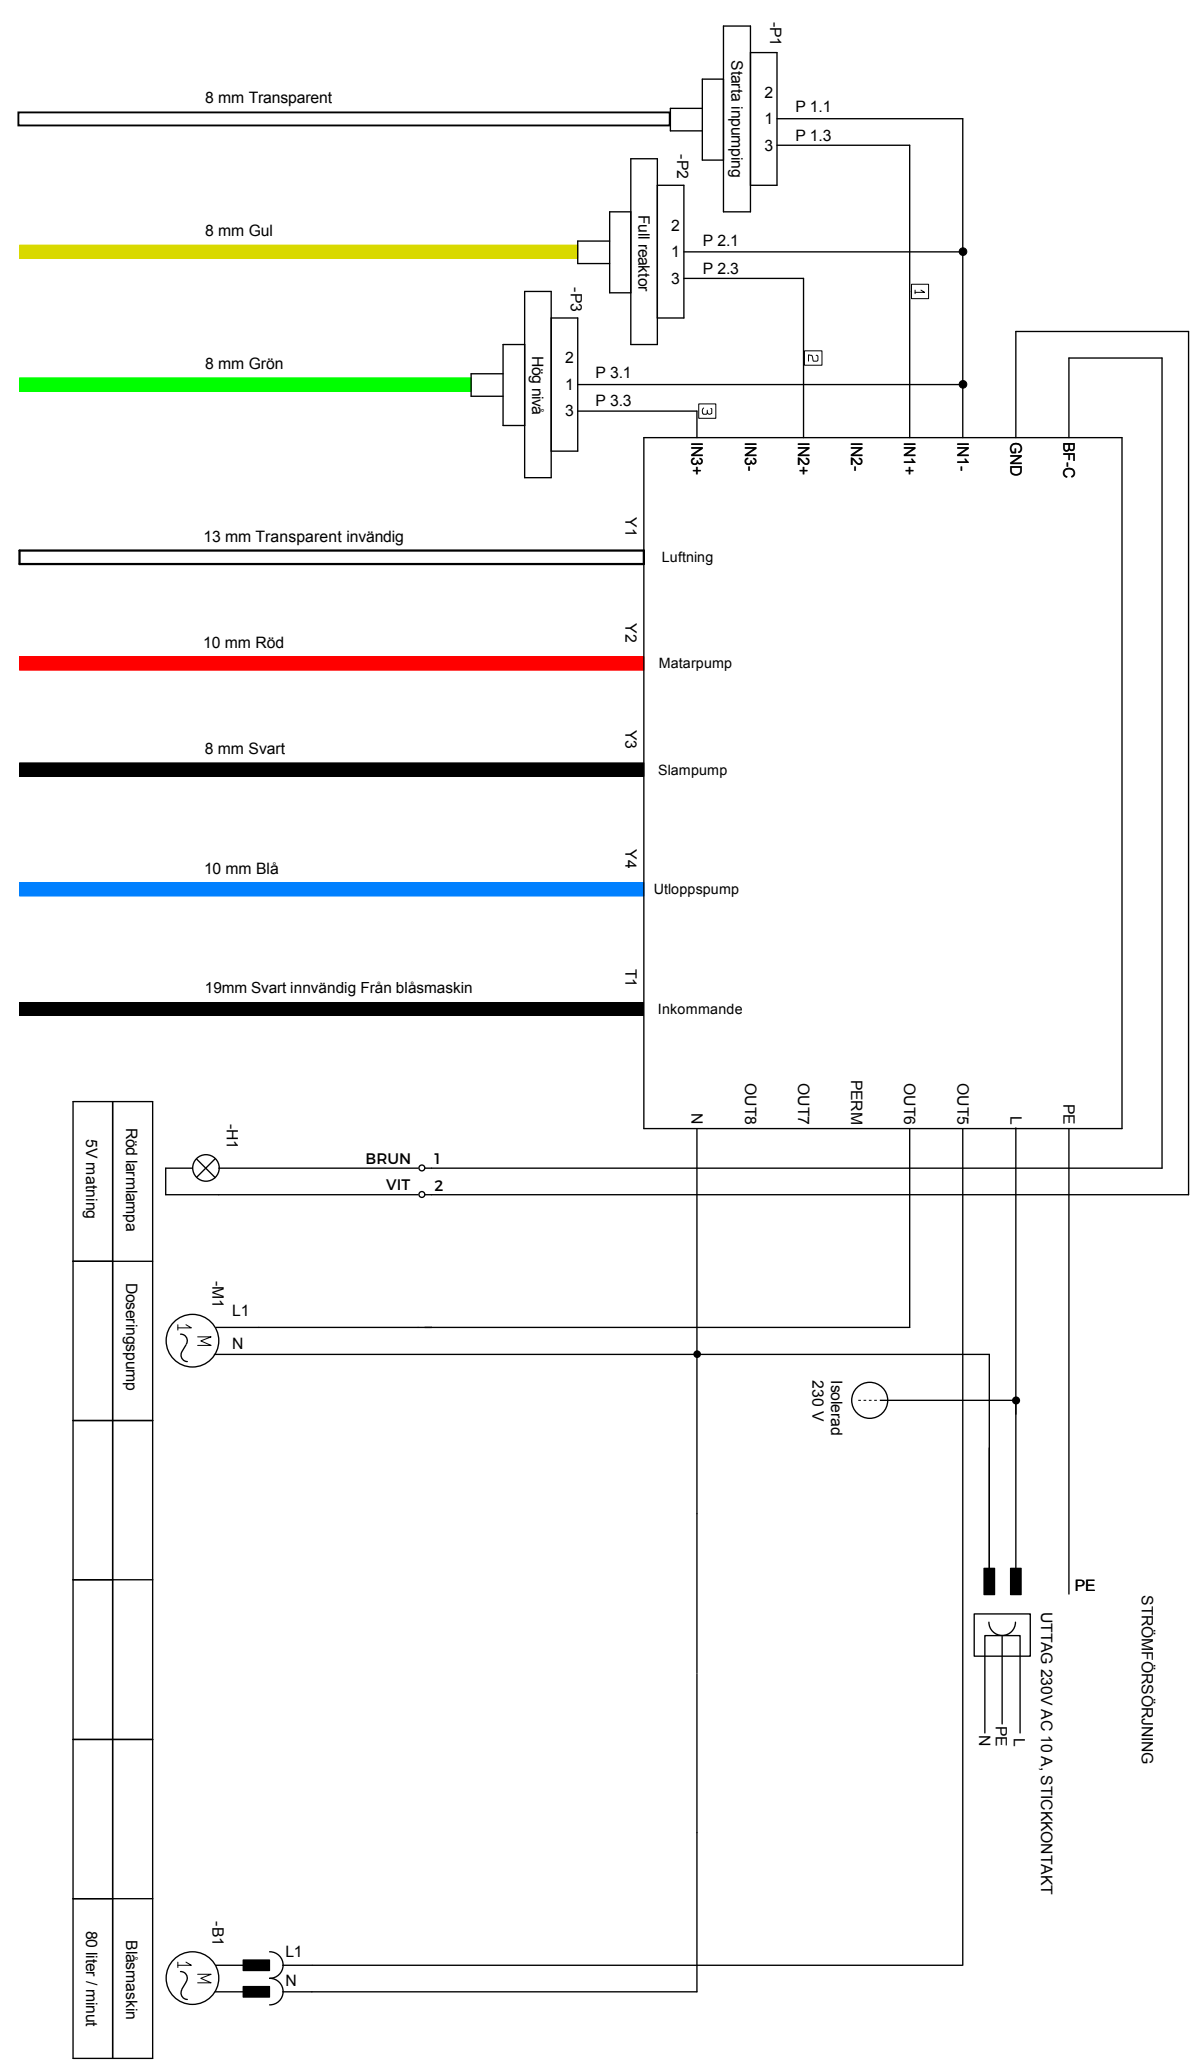 -P1
Starta inpumping
2
1
3
P 1.1
P 1.3
8 mm Transparent
-P2
Full reaktor
2
1
3
P 2.1
P 2.3
8 mm Gul
1
-P3
Hög nivå
2
1
3
P 3.1
P 3.3
8 mm Grön
2
3
IN3+
IN3-
IN2+
IN2-
IN1+
IN1-
GND
BF-C
13 mm Transparent invändig
Y1
Luftning
10 mm Röd
Y2
Matarpump
8 mm Svart
Y3
Slampump
10 mm Blå
Y4
Utloppspump
19mm Svart innvändig Från blåsmaskin
T1
Inkommande
N
OUT8
OUT7
PERM
OUT6
OUT5
L
PE
-H1
BRUN
1
VIT
2
Röd larmlampa
5V matning
-M1
L1
N
M
1
Doseringspump
Isolerad
230 V
PE
STRÖMFÖRSÖRJNING
UTTAG 230V AC 10 A, STICKKONTAKT
L
PE
N
-B1
L1
N
M
1
Blåsmaskin
80 liter / minut